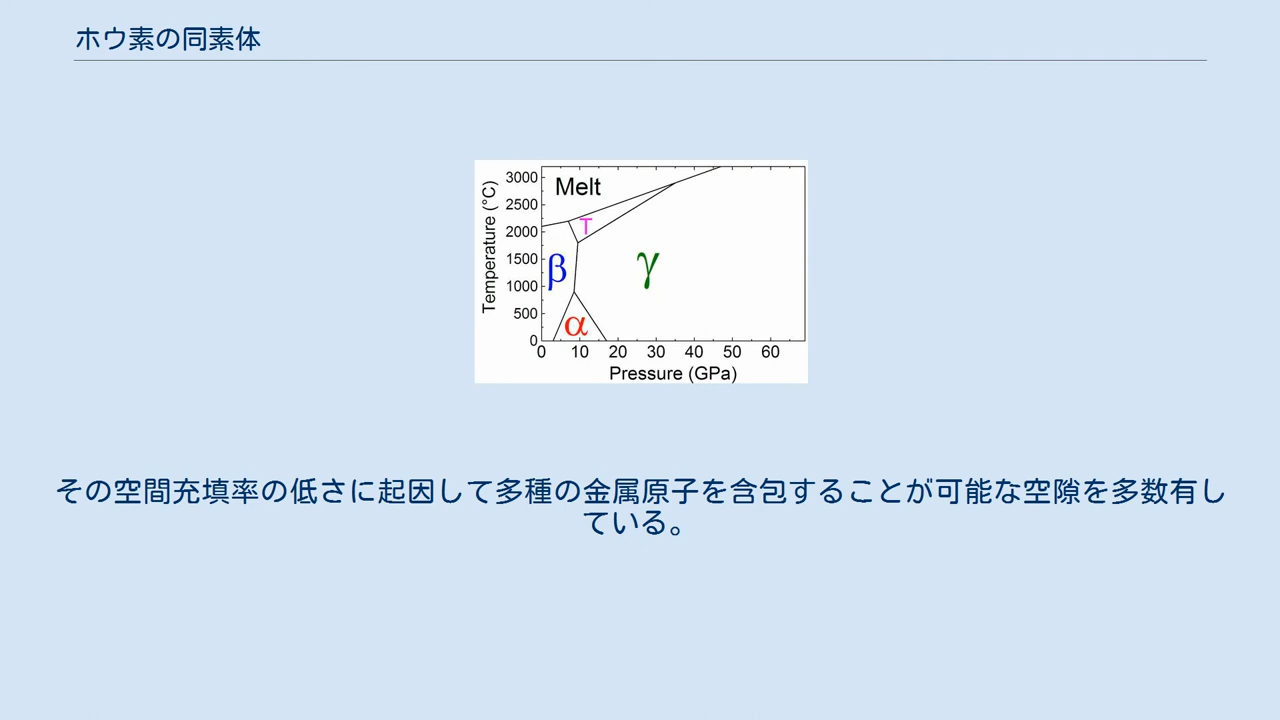 ホウ素の同素体
3000
2500
2000
1500
1000
500
0
Temperature (°C)
Melt
T
β
γ
α
0 10 20 30 40 50 60
Pressure (GPa)
その空間充填率の低さに起因して多種の金属原子を含包することが可能な空隙を多数有し
ている。